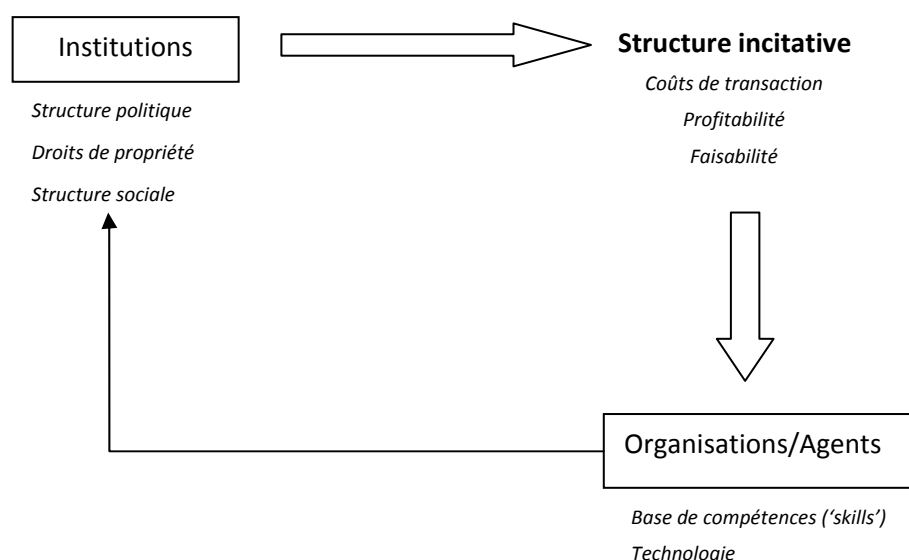 Institutions
Structure politique
Droits de propriété
Structure sociale
Structure incitative
Coûts de transaction
Profitabilité
Faisabilité
Organisations/Agents
Base de compétences (‘skills’)
Technologie